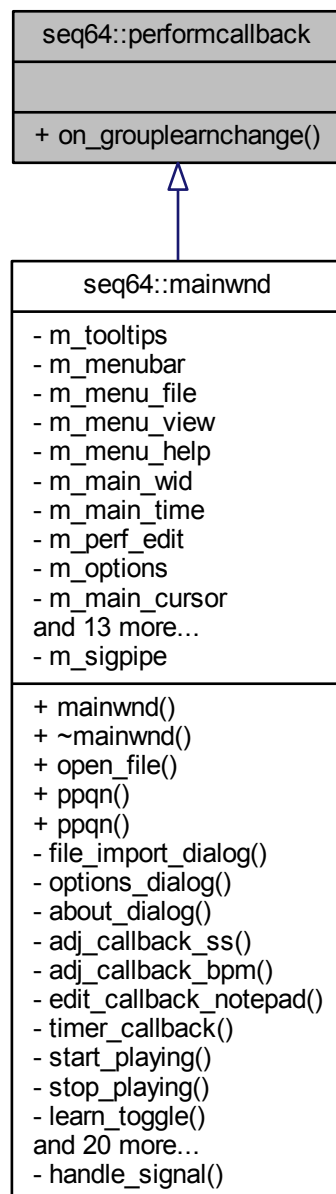 seq64::performcallback
+ on_grouplearnchange()
seq64::mainwnd
- m_tooltips
- m_menubar
- m_menu_file
- m_menu_view
- m_menu_help
- m_main_wid
- m_main_time
- m_perf_edit
- m_options
- m_main_cursor
and 13 more...
- m_sigpipe
+ mainwnd()
+ ~mainwnd()
+ open_file()
+ ppqn()
+ ppqn()
- file_import_dialog()
- options_dialog()
- about_dialog()
- adj_callback_ss()
- adj_callback_bpm()
- edit_callback_notepad()
- timer_callback()
- start_playing()
- stop_playing()
- learn_toggle()
and 20 more...
- handle_signal()